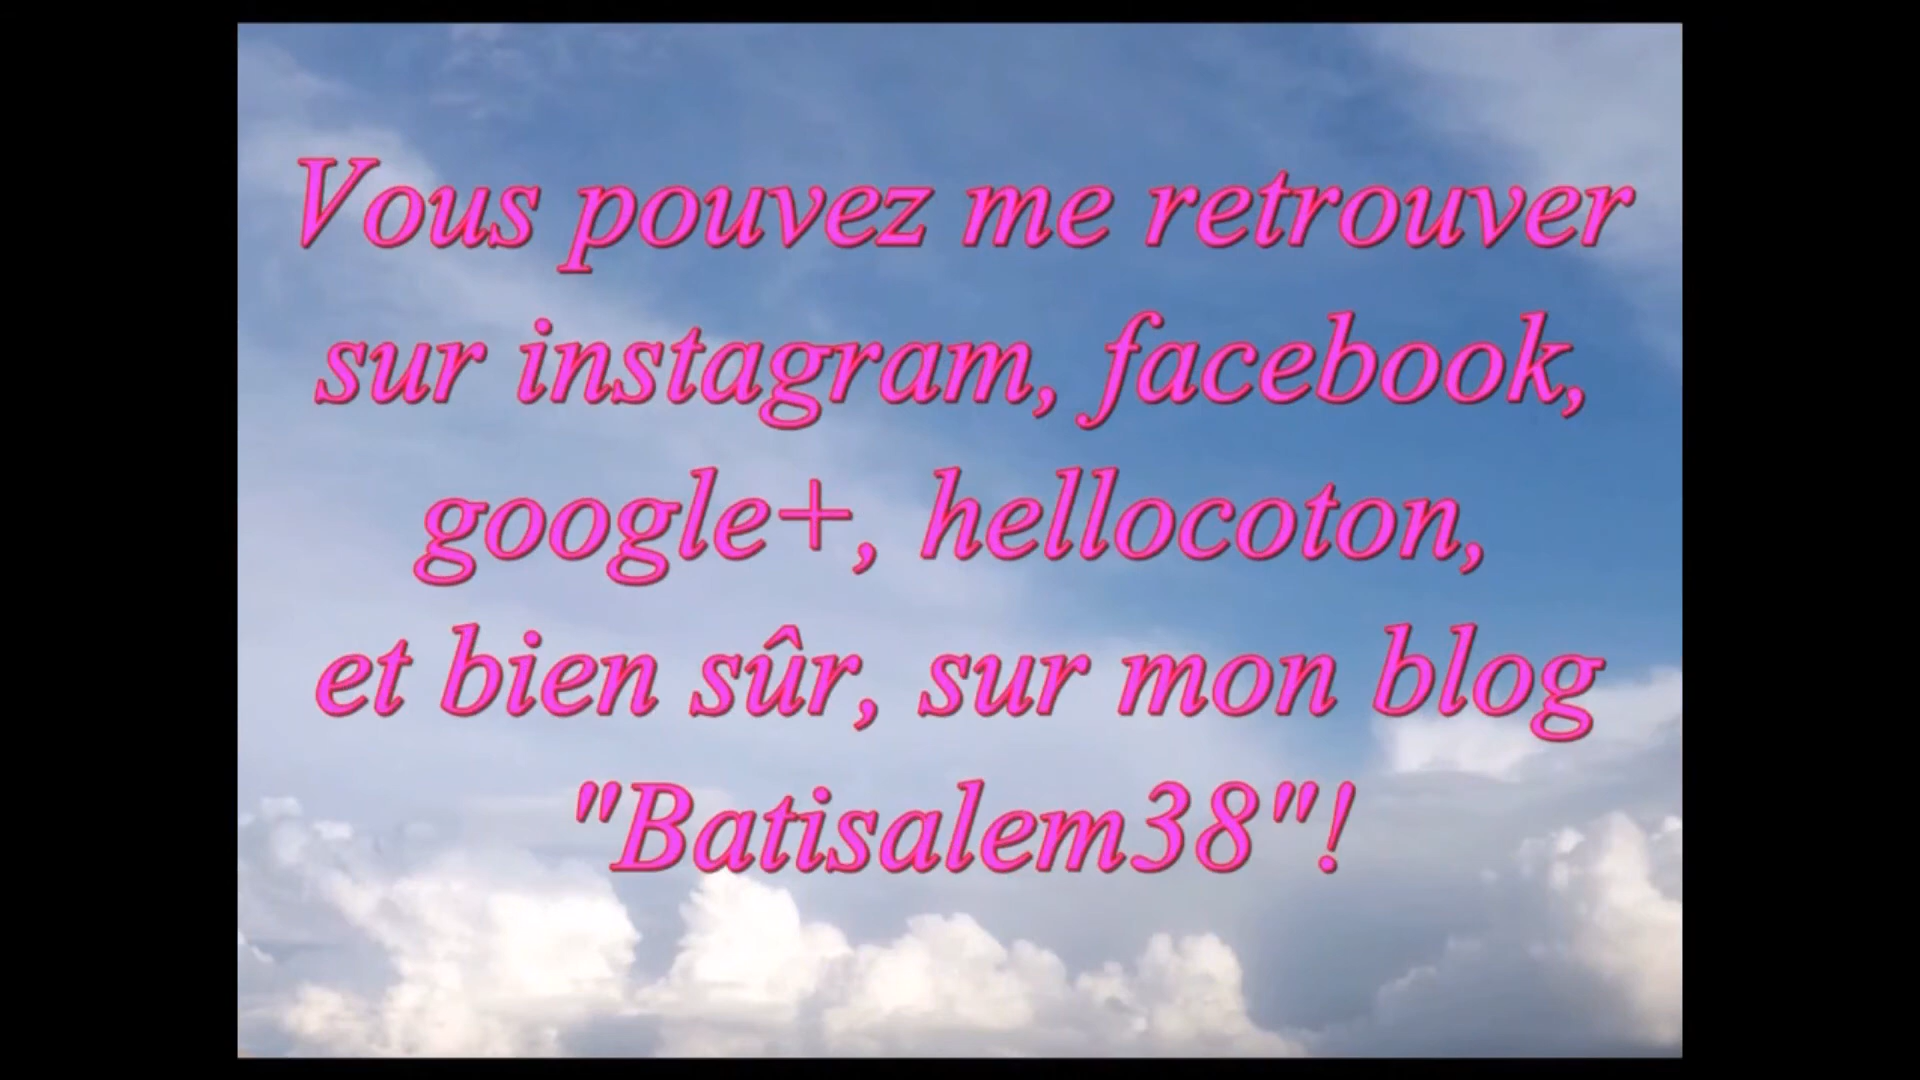 Vous pouvez me retrouver
sur instagram, facebook,
google+, hellocoton,
et bien sûr, sur mon blog
"Batisalem38"!